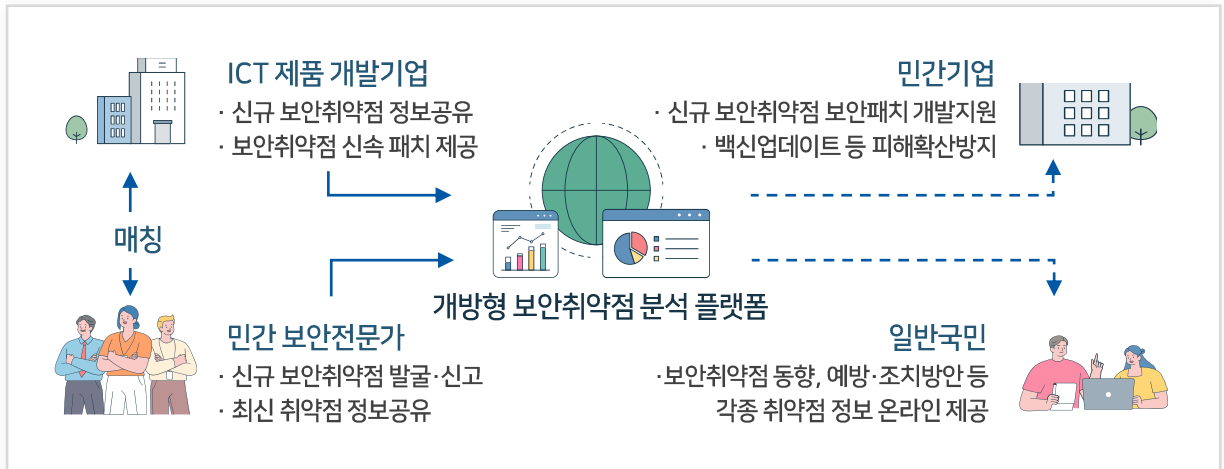 ICT 제품 개발기업
· 신규 보안취약점 정보공유
· 보안취약점 신속 패치 제공
민간기업
· 신규 보안취약점 보안패치 개발지원
· 백신업데이트 등 피해확산방지
매칭
개방형 보안취약점 분석 플랫폼
민간 보안전문가
· 신규 보안취약점 발굴·신고
· 최신 취약점 정보공유
일반국민
·보안취약점 동향, 예방·조치방안 등
각종 취약점 정보 온라인 제공